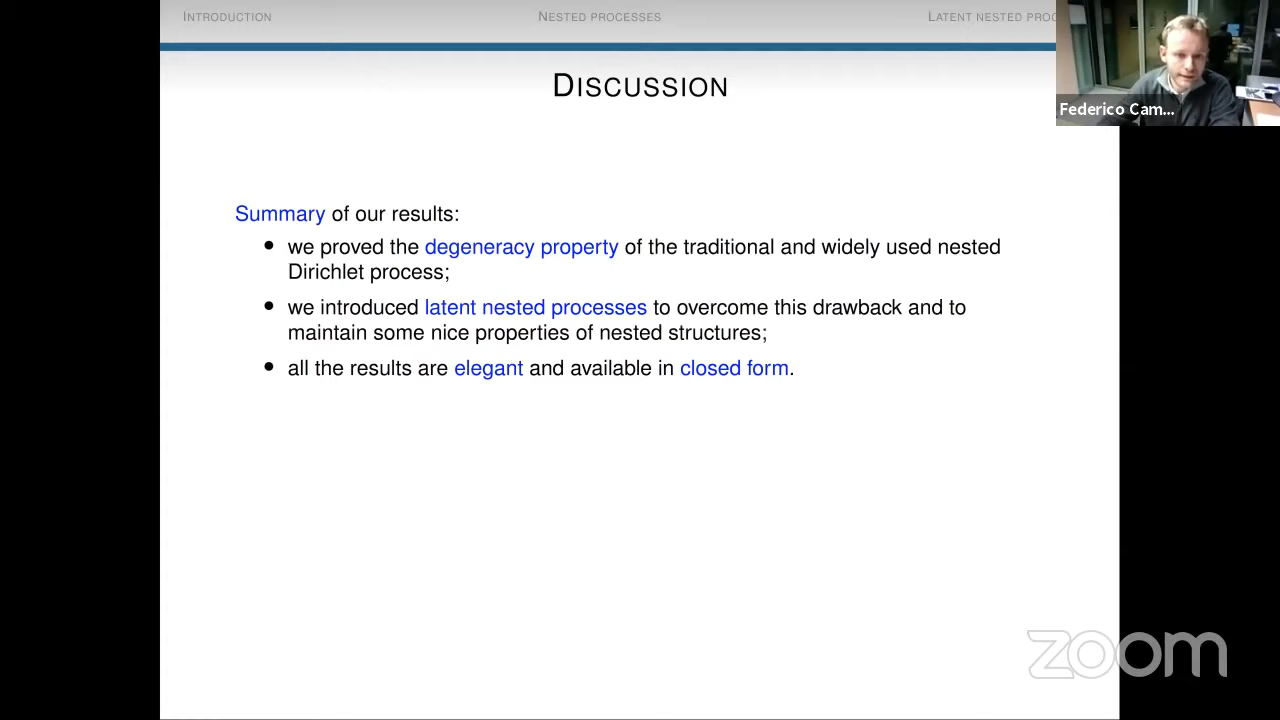 INTRODUCTION NESTED PROCESSES LATENT NESTED PROC
Federico Cam...
DISCUSSION
Summary of our results:
• we proved the degeneracy property of the traditional and widely used nested
Dirichlet process;
• we introduced latent nested processes to overcome this drawback and to
maintain some nice properties of nested structures;
• all the results are elegant and available in closed form.
zoom